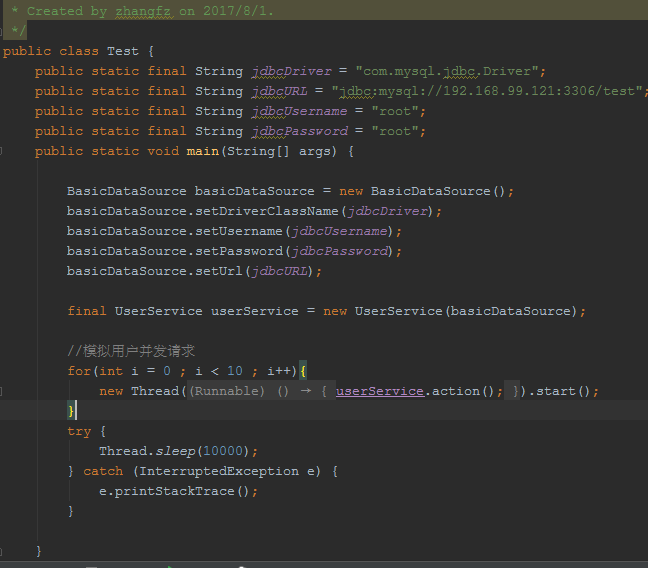 * Created by zhangfz on 2017/8/1.
*/
public class Test {
    public static final String jdbcDriver = "com.mysql.jdbc.Driver";
    public static final String jdbcURL = "jdbc:mysql://192.168.99.121:3306/test";
    public static final String jdbcUsername = "root";
    public static final String jdbcPassword = "root";
    public static void main(String[] args) {
        BasicDataSource basicDataSource = new BasicDataSource();
        basicDataSource.setDriverClassName(jdbcDriver);
        basicDataSource.setUsername(jdbcUsername);
        basicDataSource.setPassword(jdbcPassword);
        basicDataSource.setUrl(jdbcURL);
        final UserService userService = new UserService(basicDataSource);
        //模拟用户并发请求
        for(int i = 0 ; i < 10 ; i++){
            new Thread((Runnable) () → { userService.action(); }).start();
        }
        try {
            Thread.sleep(10000);
        } catch (InterruptedException e) {
            e.printStackTrace();
        }
    }